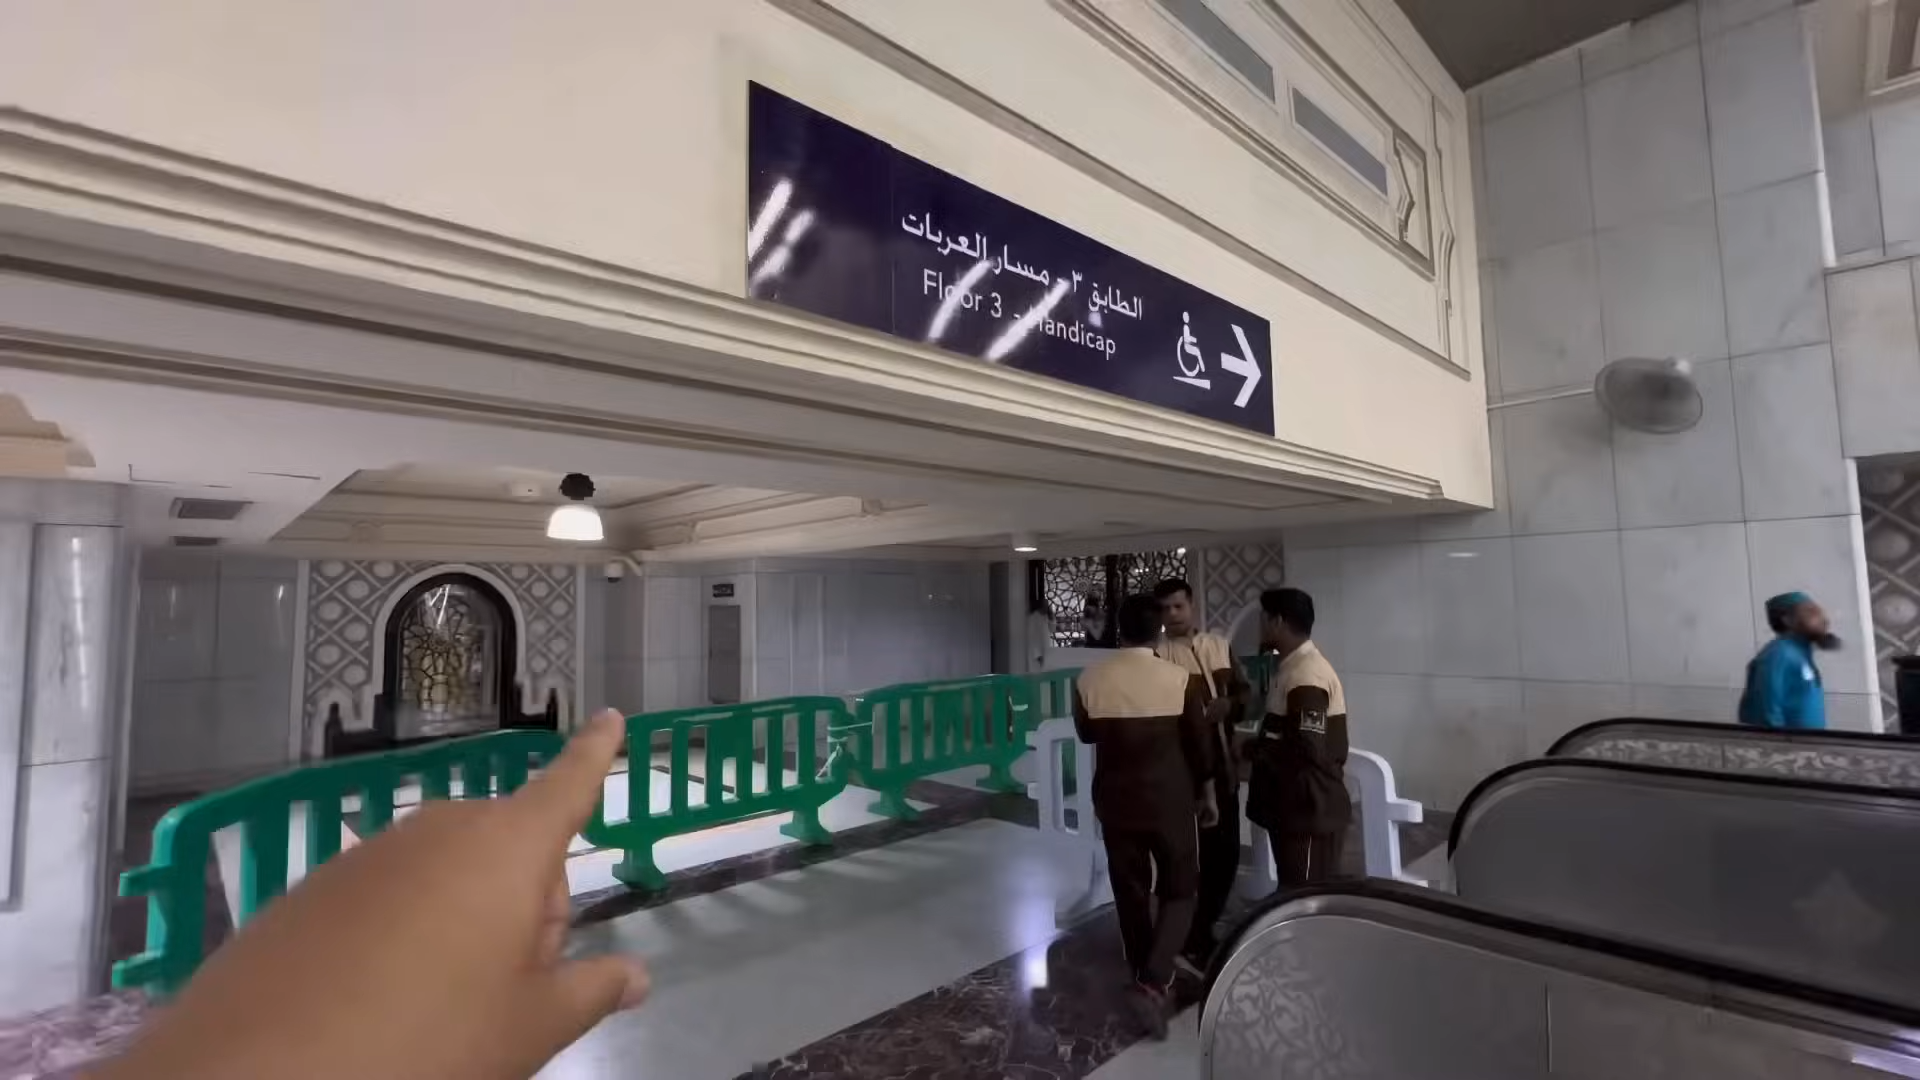 الطابق ٣ - مسار العربات
Floor 3 - Handicap